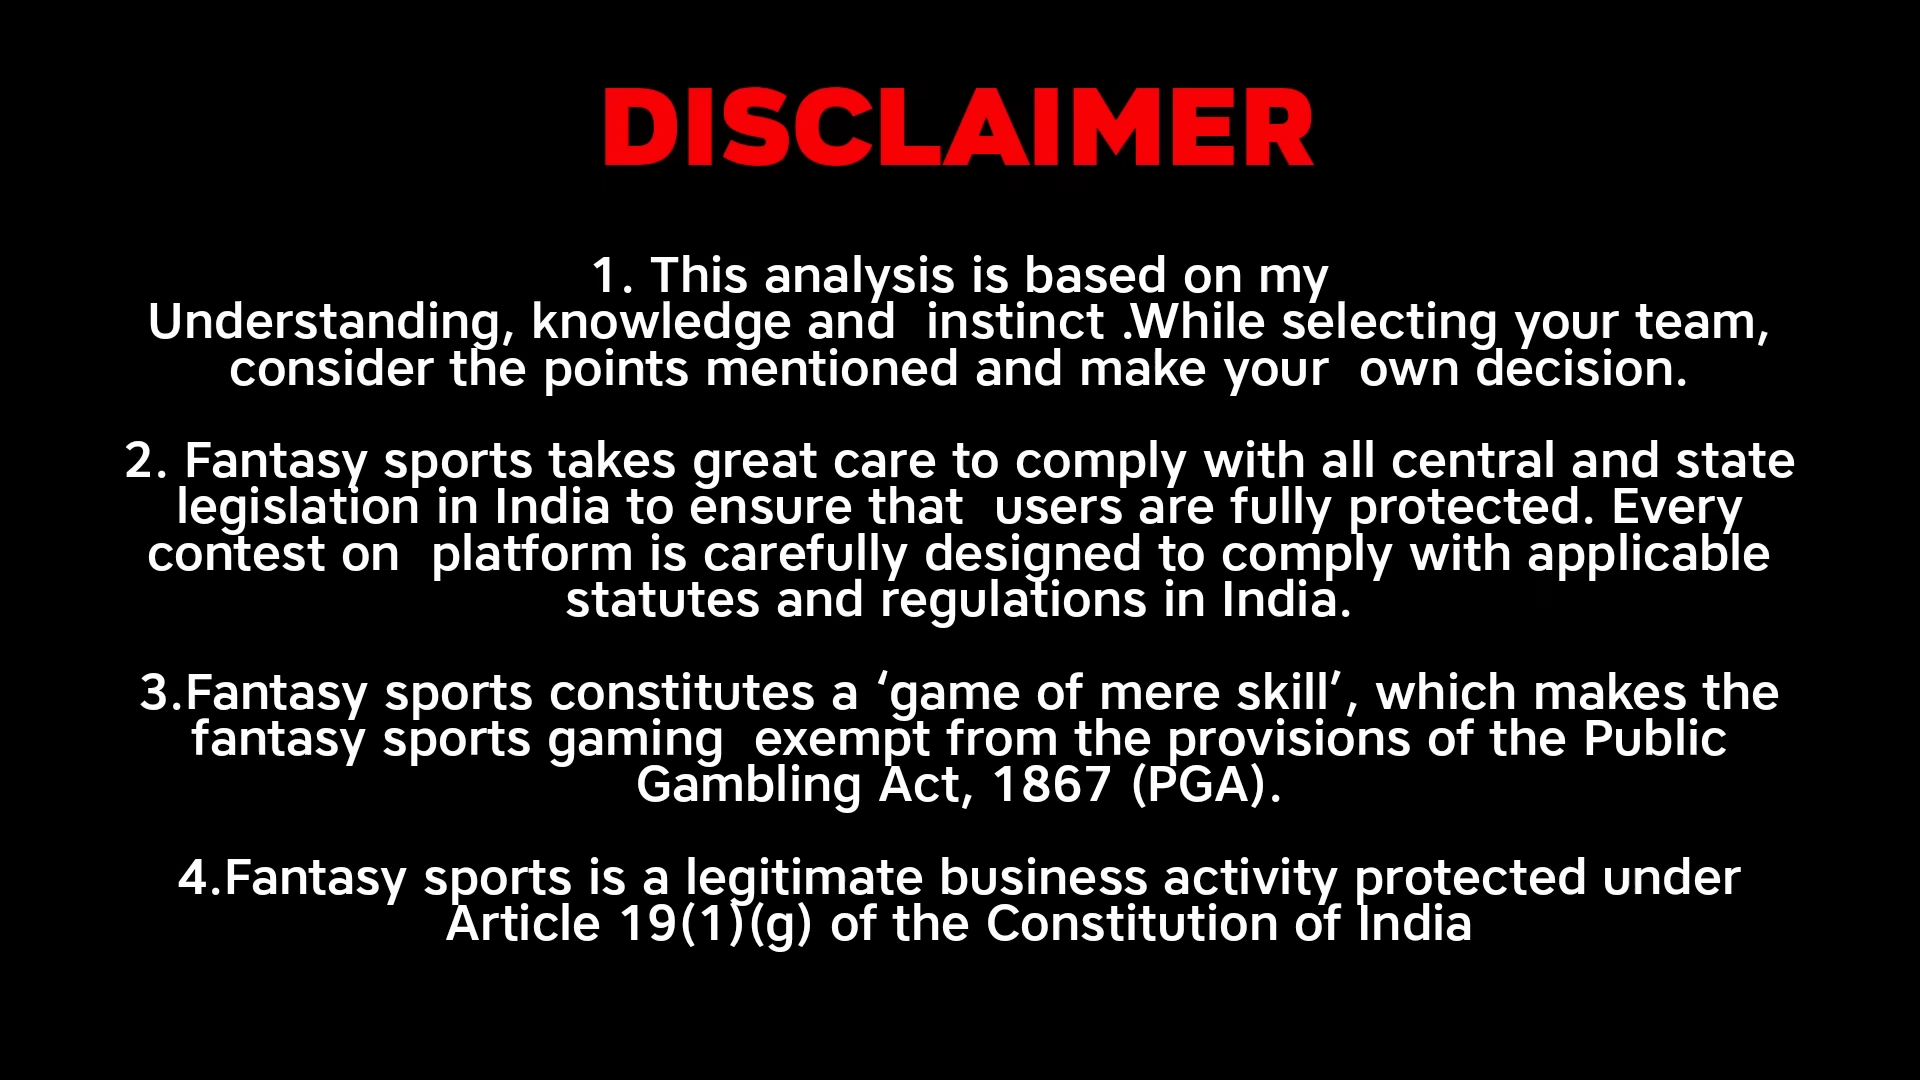 DISCLAIMER
1. This analysis is based on my
Understanding, knowledge and  instinct .While selecting your team,
consider the points mentioned and make your  own decision.
2. Fantasy sports takes great care to comply with all central and state
legislation in India to ensure that  users are fully protected. Every
contest on  platform is carefully designed to comply with applicable
statutes and regulations in India.
3.Fantasy sports constitutes a ‘game of mere skill’, which makes the
fantasy sports gaming  exempt from the provisions of the Public
Gambling Act, 1867 (PGA).
4.Fantasy sports is a legitimate business activity protected under
Article 19(1)(g) of the Constitution of India